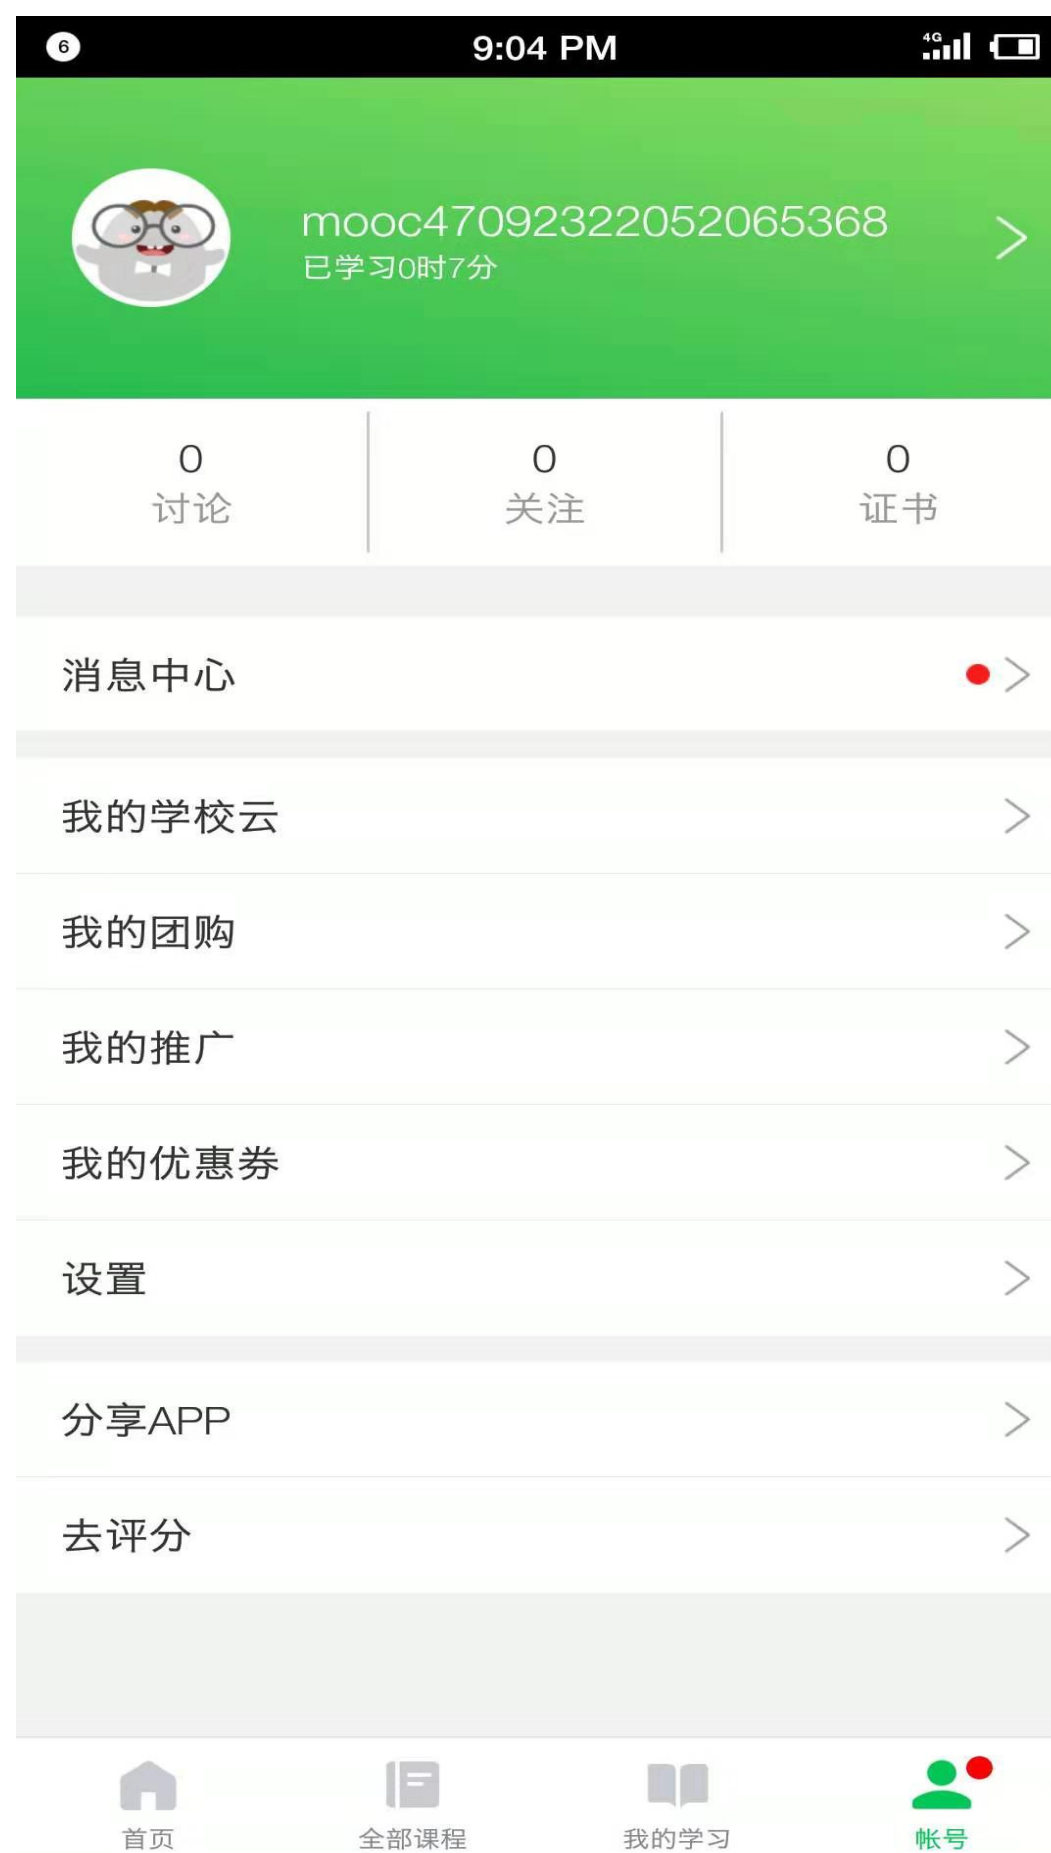 6
9:04 PM
4G
mooc47092322052065368
已学习0时7分
0
0
0
讨论
关注
证书
消息中心
我的学校云
我的团购
我的推广
我的优惠券
设置
分享APP
去评分
首页
全部课程
我的学习
帐号